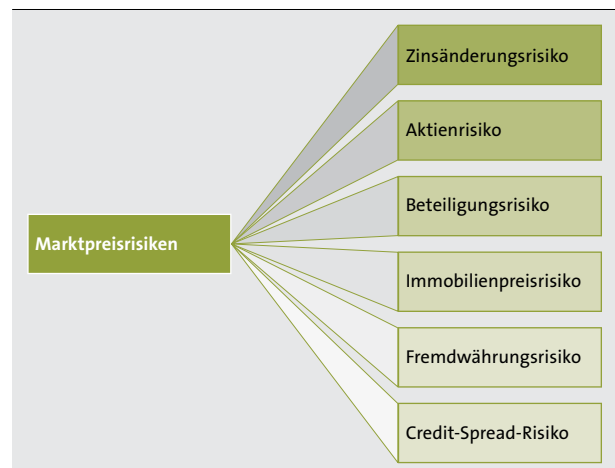 Marktpreisrisiken
Zinsänderungsrisiko
Aktienrisiko
Beteiligungsrisiko
Immobilienpreisrisiko
Fremdwährungsrisiko
Credit-Spread-Risiko